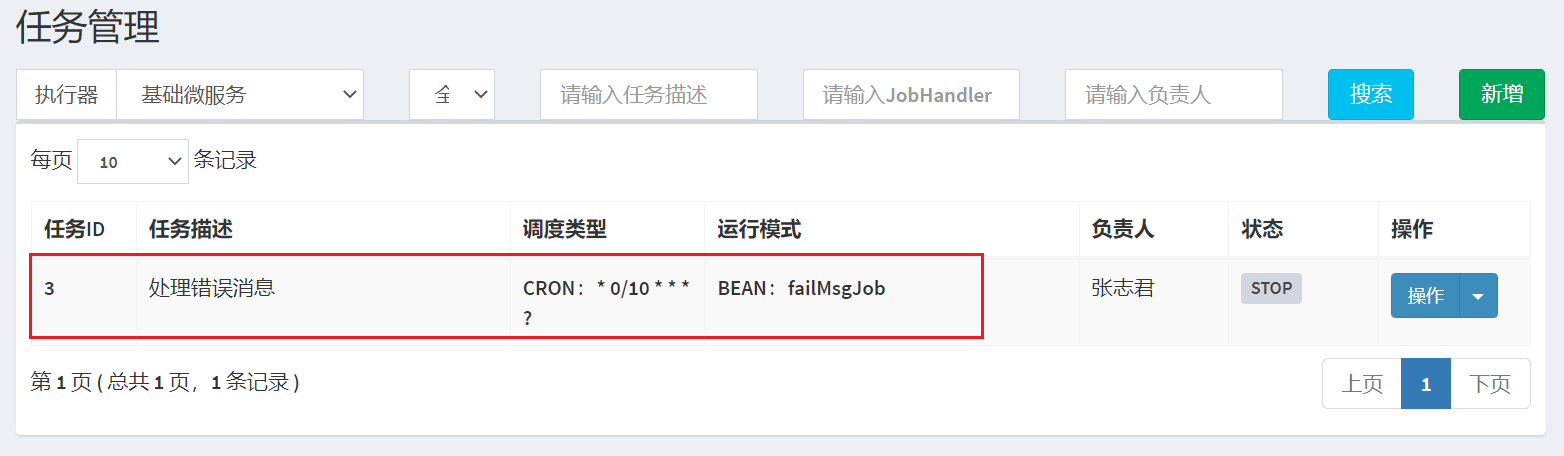 任务管理
执行器 基础微服务 全 请输入任务描述 请输入JobHandler 请输入负责人 搜索 新增
每页 10 条记录
任务ID 任务描述 调度类型 运行模式 负责人 状态 操作
3 处理错误消息 CRON：* 0/10 * * * BEAN：failMsgJob 张志君 STOP 操作
?
第 1 页 ( 总共 1 页，1 条记录 ) 上页 1 下页